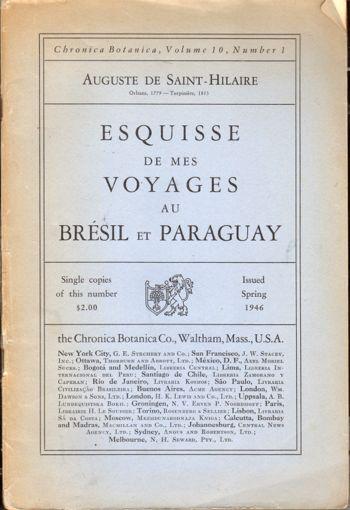 Chronica Botanica, Volume 10, Number 1
AUGUSTE DE SAINT-HILAIRE
Orléans, 1779 — Turpinière, 1853
ESQUISSE
DE MES
VOYAGES
AU
BRÉSIL ET PARAGUAY
Single copies
of this number
$2.00
Issued
Spring
1946
the Chronica Botanica Co., Waltham, Mass., U.S.A.
New York City, G. E. STECHERT AND CO.; San Francisco, J. W. STACEY,
INC.; Ottawa, THORBURN AND ABBOTT, LTD.; México, D. F., AXEL MORIEL
SUCRS.; Bogotá and Medellín, LIBRERIA CENTRAL; Lima, LIBRERIA IN-
TERNACIONAL DEL PERU; Santiago de Chile, LIBRERIA ZAMORANO Y
CAPERAN; Rio de Janeiro, LIVRARIA KOSMOS; São Paulo, LIVRARIA
CIVILIZAÇÃO BRASILEIRA; Buenos Aires, ACME AGENCY; London, WM.
DAWSON & SONS, LTD.; London, H. K. LEWIS AND CO., LTD.; Uppsala, A. B.
LUNDEQUISTSKA BOKH.; Groningen, N. V. ERVEN P. NOORDHOFF; Paris,
LIBRAIRIE H. LE SOUDIER; Torino, ROSENBERG & SELLIER; Lisbon, LIVRARIA
SÁ DA COSTA; Moscow, MEZHDUNARODNAJA KNIGA; Calcutta, Bombay
and Madras, MACMILLAN AND CO., LTD.; Johannesburg, CENTRAL NEWS
AGENCY, LTD.; Sydney, ANGUS AND ROBERTSON, LTD.;
Melbourne, N. H. SEWARD, PTY., LTD.